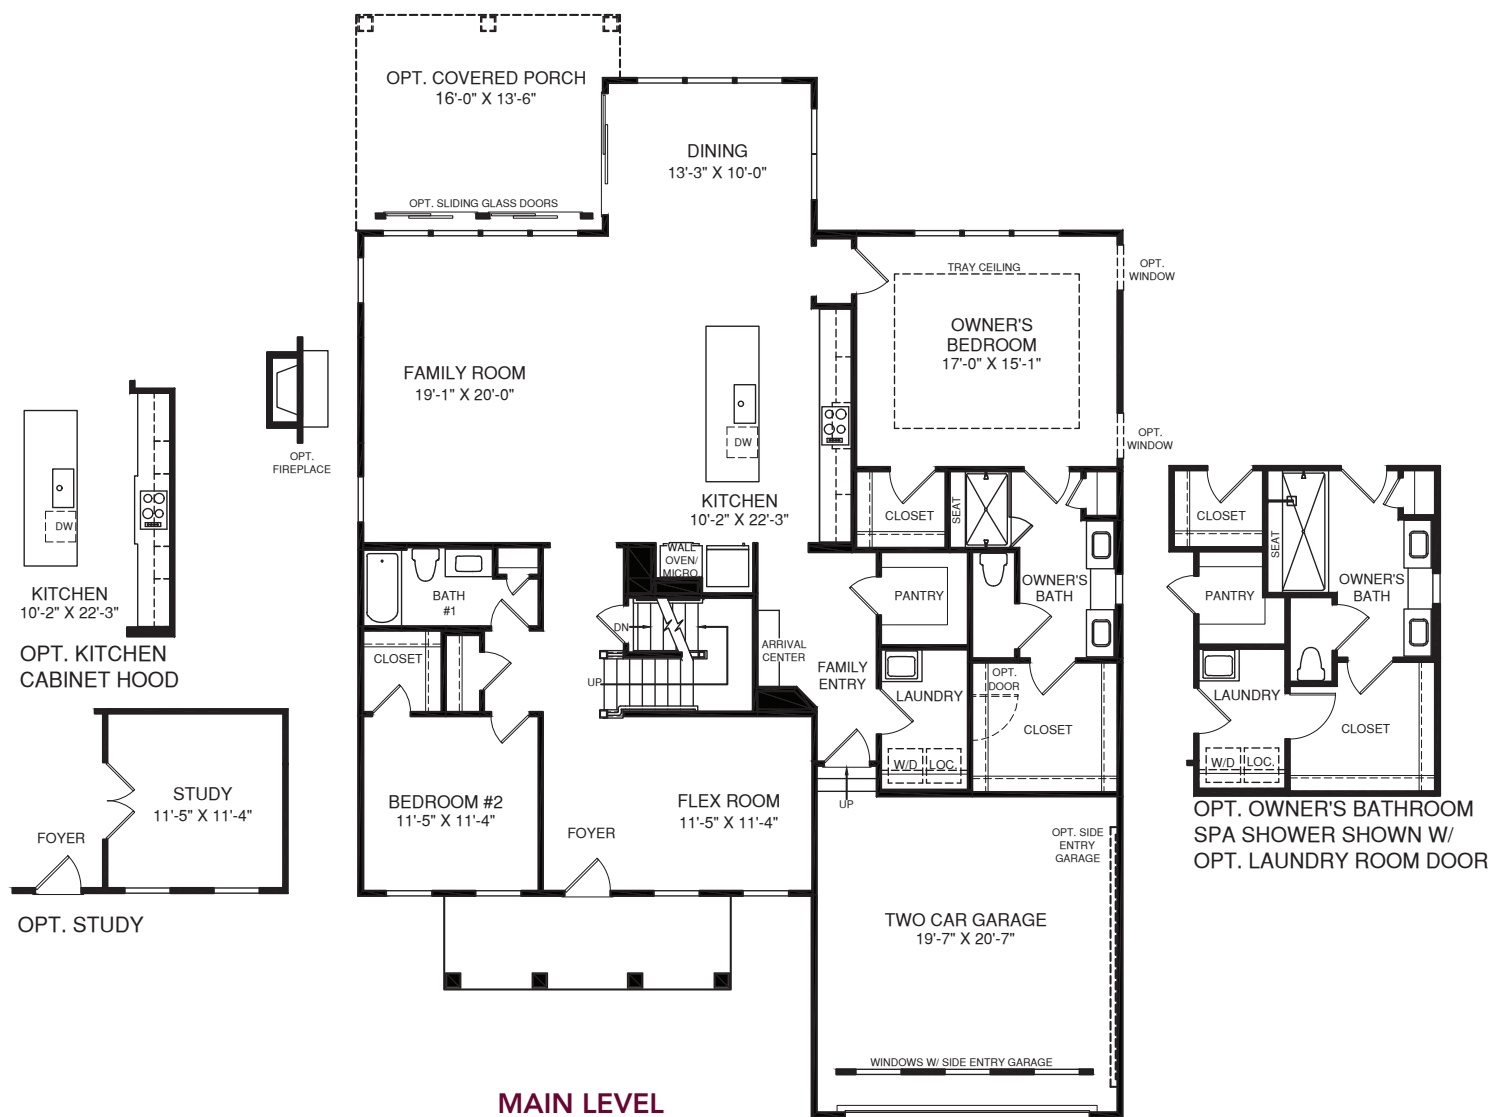 OPT. COVERED PORCH
16'-0" X 13'-6"
DINING
13'-3" X 10'-0"
OPT. SLIDING GLASS DOORS
TRAY CEILING
OPT.
WINDOW
OWNER'S
BEDROOM
17'-0" X 15'-1"
FAMILY ROOM
19'-1" X 20'-0"
OPT.
FIREPLACE
DW
OPT.
WINDOW
KITCHEN
10'-2" X 22'-3"
DW
KITCHEN
10'-2" X 22'-3"
OPT. KITCHEN
CABINET HOOD
CLOSET
SEAT
WALL
OVEN/
MICRO
BATH
#1
PANTRY
OWNER'S
BATH
DN
UP
ARRIVAL
CENTER
FAMILY
ENTRY
CLOSET
LAUNDRY
OPT.
DOOR
CLOSET
W/D
LOC.
UP
CLOSET
SEAT
OWNER'S
BATH
PANTRY
LAUNDRY
CLOSET
W/D
LOC.
OPT. OWNER'S BATHROOM
SPA SHOWER SHOWN W/
OPT. LAUNDRY ROOM DOOR
STUDY
11'-5" X 11'-4"
FOYER
OPT. STUDY
BEDROOM #2
11'-5" X 11'-4"
FOYER
FLEX ROOM
11'-5" X 11'-4"
OPT. SIDE
ENTRY
GARAGE
TWO CAR GARAGE
19'-7" X 20'-7"
WINDOWS W/ SIDE ENTRY GARAGE
MAIN LEVEL